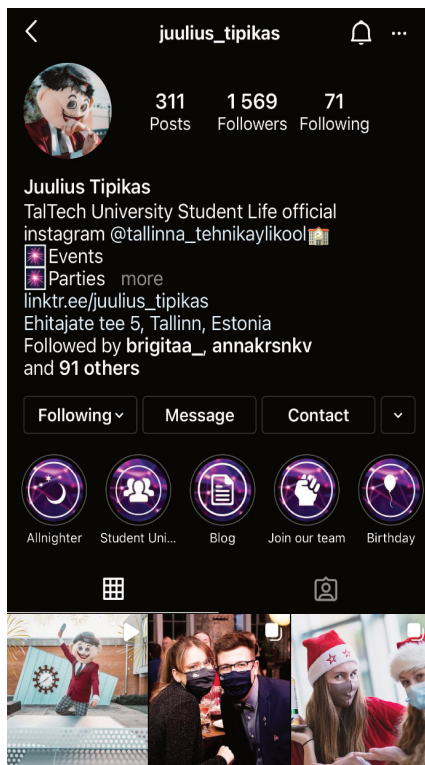 juulius_tipikas
311 1 569 71
Posts Followers Following
Juulius Tipikas
TalTech University Student Life official
instagram @tallinna_tehnikaylikool
Events
Parties more
linktr.ee/juulius_tipikas
Ehitajate tee 5, Tallinn, Estonia
Followed by brigitaa_, annakrsnkv
and 91 others
Following Message Contact
Allnighter Student Uni... Blog Join our team Birthday